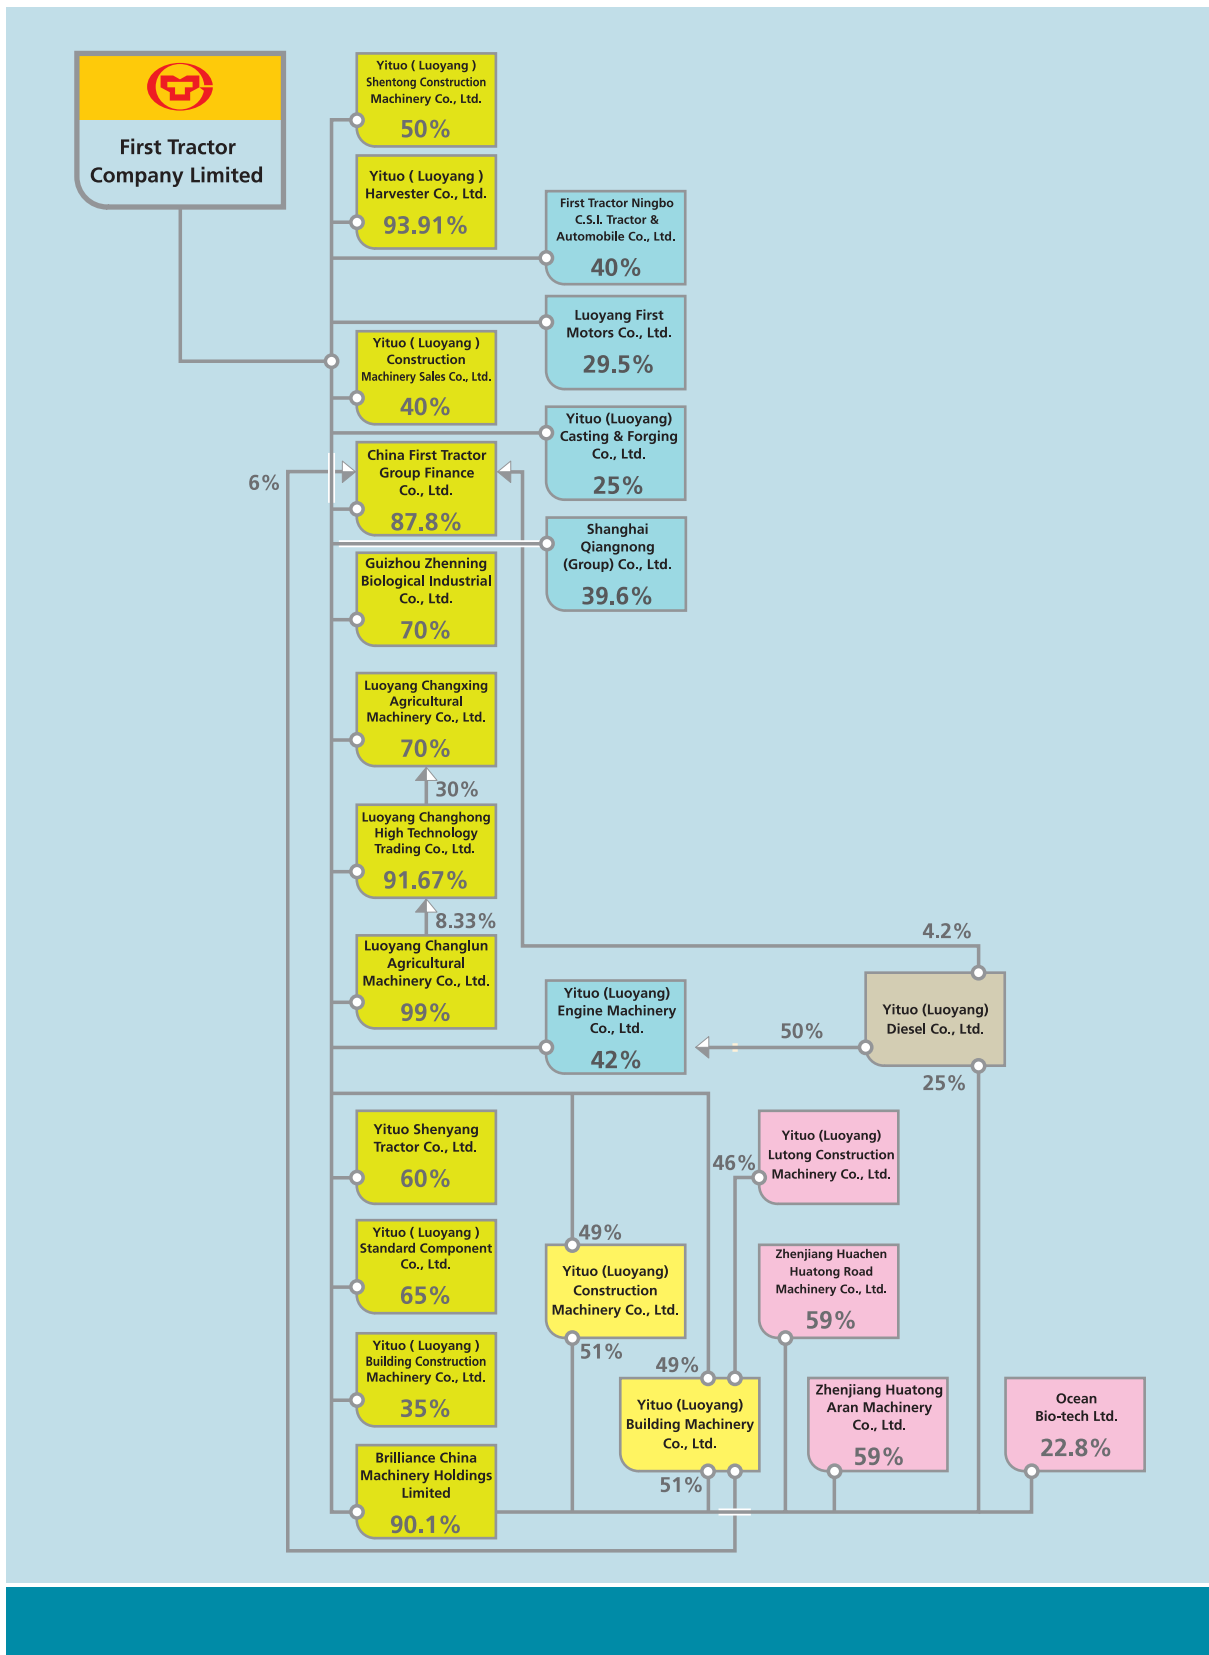 First Tractor
Company Limited
Yituo ( Luoyang )
Shentong Construction
Machinery Co., Ltd.
50%
Yituo ( Luoyang )
Harvester Co., Ltd.
93.91%
First Tractor Ningbo
C.S.I. Tractor &
Automobile Co., Ltd.
40%
Luoyang First
Motors Co., Ltd.
29.5%
Yituo ( Luoyang )
Construction
Machinery Sales Co., Ltd.
40%
Yituo (Luoyang)
Casting & Forging
Co., Ltd.
25%
6%
China First Tractor
Group Finance
Co., Ltd.
87.8%
Shanghai
Qiangnong
(Group) Co., Ltd.
39.6%
Guizhou Zhenning
Biological Industrial
Co., Ltd.
70%
Luoyang Changxing
Agricultural
Machinery Co., Ltd.
70%
30%
Luoyang Changhong
High Technology
Trading Co., Ltd.
91.67%
8.33%
Luoyang Changlun
Agricultural
Machinery Co., Ltd.
99%
4.2%
Yituo (Luoyang)
Engine Machinery
Co., Ltd.
42%
50%
Yituo (Luoyang)
Diesel Co., Ltd.
25%
Yituo Shenyang
Tractor Co., Ltd.
60%
46%
Yituo (Luoyang)
Lutong Construction
Machinery Co., Ltd.
Yituo ( Luoyang )
Standard Component
Co., Ltd.
65%
49%
Yituo (Luoyang)
Construction
Machinery Co., Ltd.
51%
Zhenjiang Huachen
Huatong Road
Machinery Co., Ltd.
59%
Yituo ( Luoyang )
Building Construction
Machinery Co., Ltd.
35%
49%
Yituo (Luoyang)
Building Machinery
Co., Ltd.
51%
Zhenjiang Huatong
Aran Machinery
Co., Ltd.
59%
Ocean
Bio-tech Ltd.
22.8%
Brilliance China
Machinery Holdings
Limited
90.1%